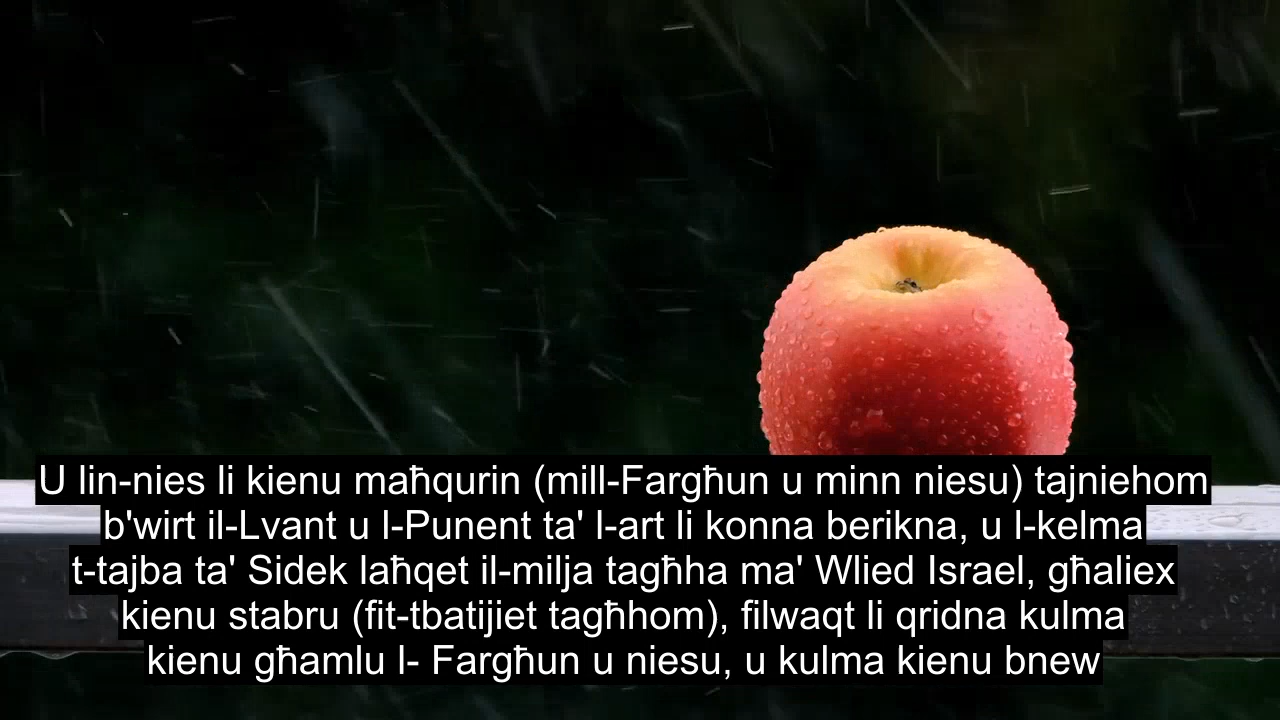 U lin-nies li kienu maħqurin (mill-Fargħun u minn niesu) tajniehom
b'wirt il-Lvant u l-Punent ta' l-art li konna berikna, u l-kelma
t-tajba ta' Sidek laħqet il-milja tagħha ma' Wlied Israel, għaliex
kienu stabru (fit-tbatijiet tagħhom), filwaqt li qridna kulma
kienu għamlu l- Fargħun u niesu, u kulma kienu bnew